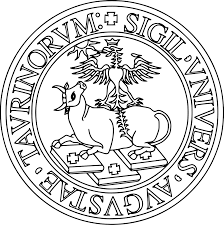 ✠ SIGIL · VNIVERS · AVGVSTAE · TAVRINORVM: